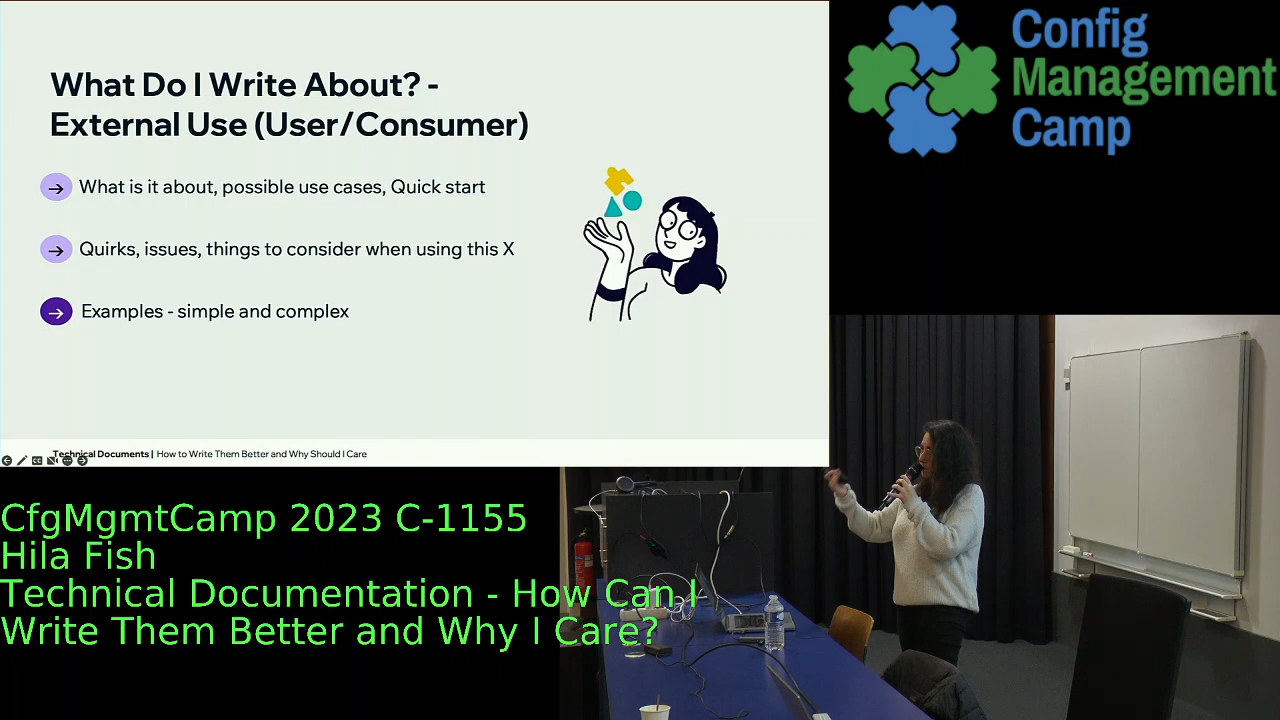 What Do I Write About? -
External Use (User/Consumer)
What is it about, possible use cases, Quick start
Quirks, issues, things to consider when using this X
Examples - simple and complex
Technical Documents | How to Write Them Better and Why Should I Care
Config
Management
Camp
CfgMgmtCamp 2023 C-1155
Hila Fish
Technical Documentation - How Can I
Write Them Better and Why I Care?